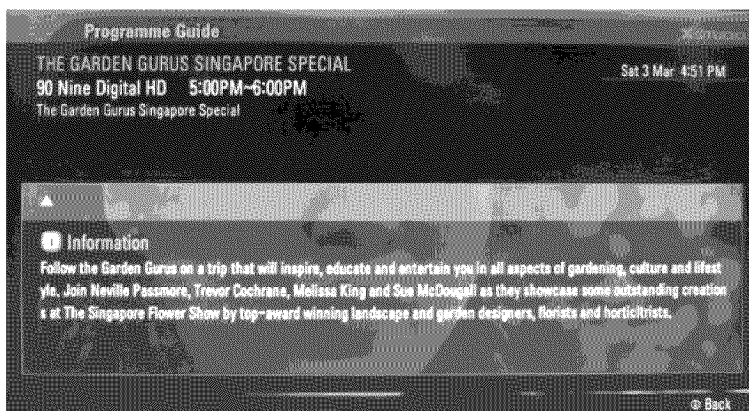 Programme Guide
THE GARDEN GURUS SINGAPORE SPECIAL
Sat 3 Mar 4:51 PM
90 Nine Digital HD 5:00PM~6:00PM
The Garden Gurus Singapore Special
Information
Follow the Garden Gurus on a trip that will inspire, educate and entertain you in all aspects of gardening, culture and lifest
yle. Join Neville Passmore, Trevor Cochrane, Melissa King and Sue McDougall as they showcase some outstanding creation
s at The Singapore Flower Show by top-award winning landscape and garden designers, florists and horticltrists.
Back